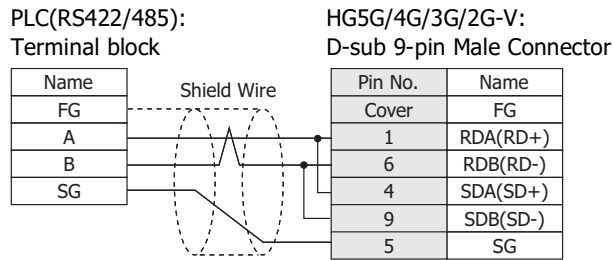 PLC(RS422/485):
Terminal block
HG5G/4G/3G/2G-V:
D-sub 9-pin Male Connector
Name
FG
A
B
SG
Shield Wire
Pin No. Name
Cover FG
1 RDA(RD+)
6 RDB(RD-)
4 SDA(SD+)
9 SDB(SD-)
5 SG